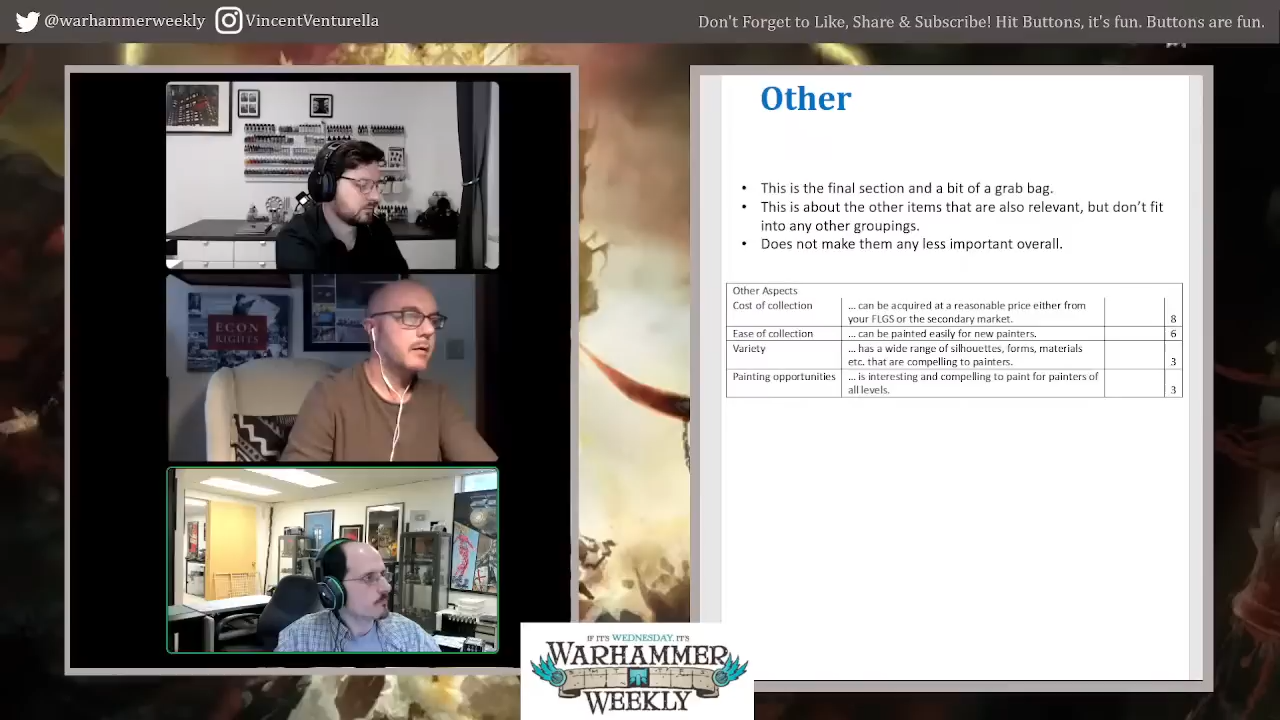 @warhammerweekly VincentVenturella
Don't Forget to Like, Share & Subscribe! Hit Buttons, it's fun. Buttons are fun.
Other
• This is the final section and a bit of a grab bag.
• This is about the other items that are also relevant, but don't fit
into any other groupings.
• Does not make them any less important overall.
Other Aspects
Cost of collection … can be acquired at a reasonable price either from
your FLGS or the secondary market. 8
Ease of collection … can be painted easily for new painters. 6
Variety … has a wide range of silhouettes, forms, materials
etc. that are compelling to painters. 3
Painting opportunities … is interesting and compelling to paint for painters of
all levels. 3
ECON
RIGHTS
IF IT'S WEDNESDAY, IT'S
WARHAMMER
WEEKLY